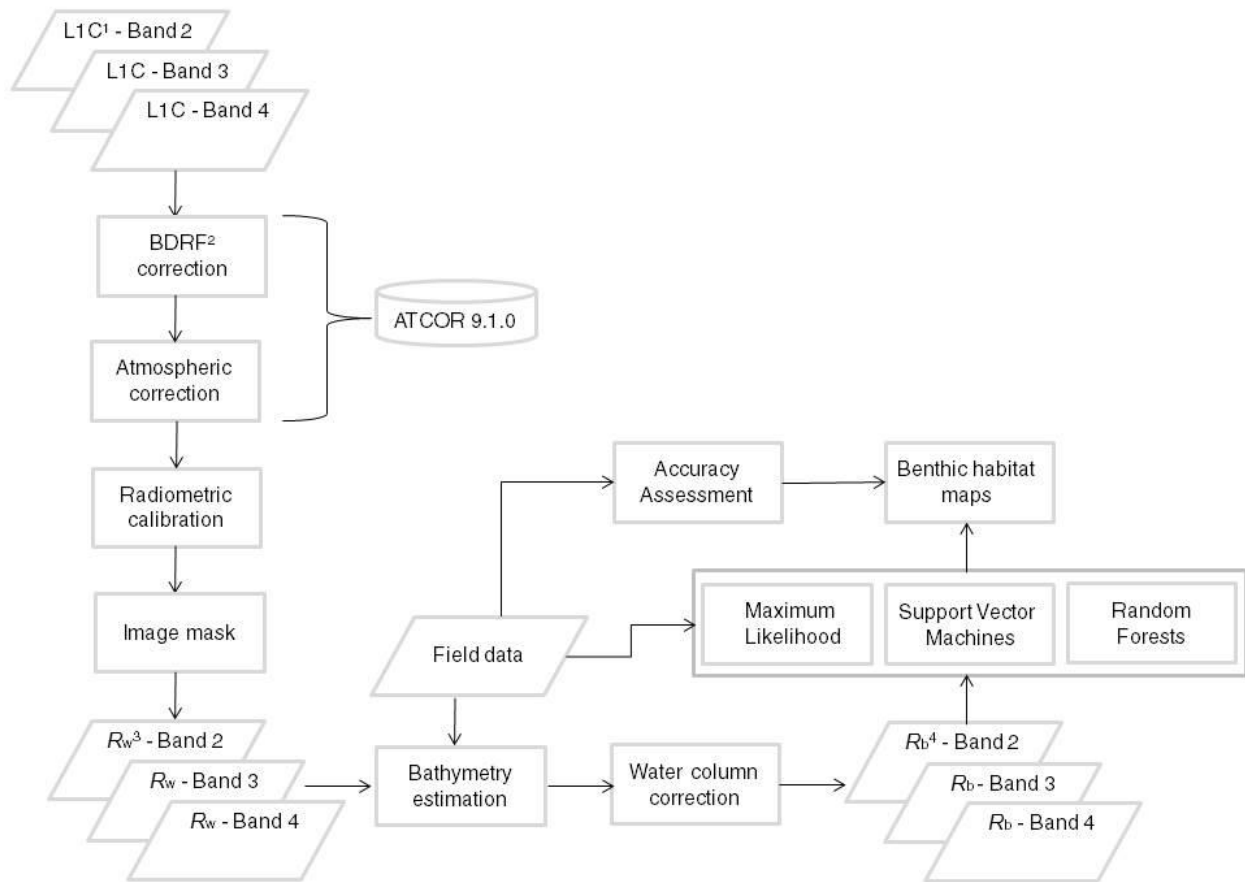 L1C¹ - Band 2
L1C - Band 3
L1C - Band 4
BDRF²
correction
ATCOR 9.1.0
Atmospheric
correction
Radiometric
calibration
Image mask
Rw³ - Band 2
Rw - Band 3
Rw - Band 4
Field data
Bathymetry
estimation
Water column
correction
Rb⁴ - Band 2
Rb - Band 3
Rb - Band 4
Maximum
Likelihood
Support Vector
Machines
Random
Forests
Accuracy
Assessment
Benthic habitat
maps